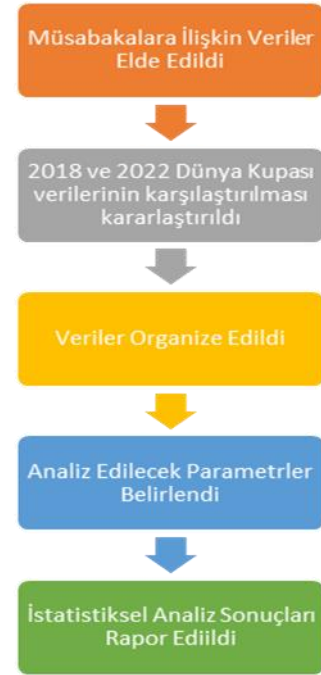 Müsabakalara İlişkin Veriler
Elde Edildi
2018 ve 2022 Dünya Kupası
verilerinin karşılaştırılması
kararlaştırıldı
Veriler Organize Edildi
Analiz Edilecek Parametrler
Belirlendi
İstatistiksel Analiz Sonuçları
Rapor Ediildi